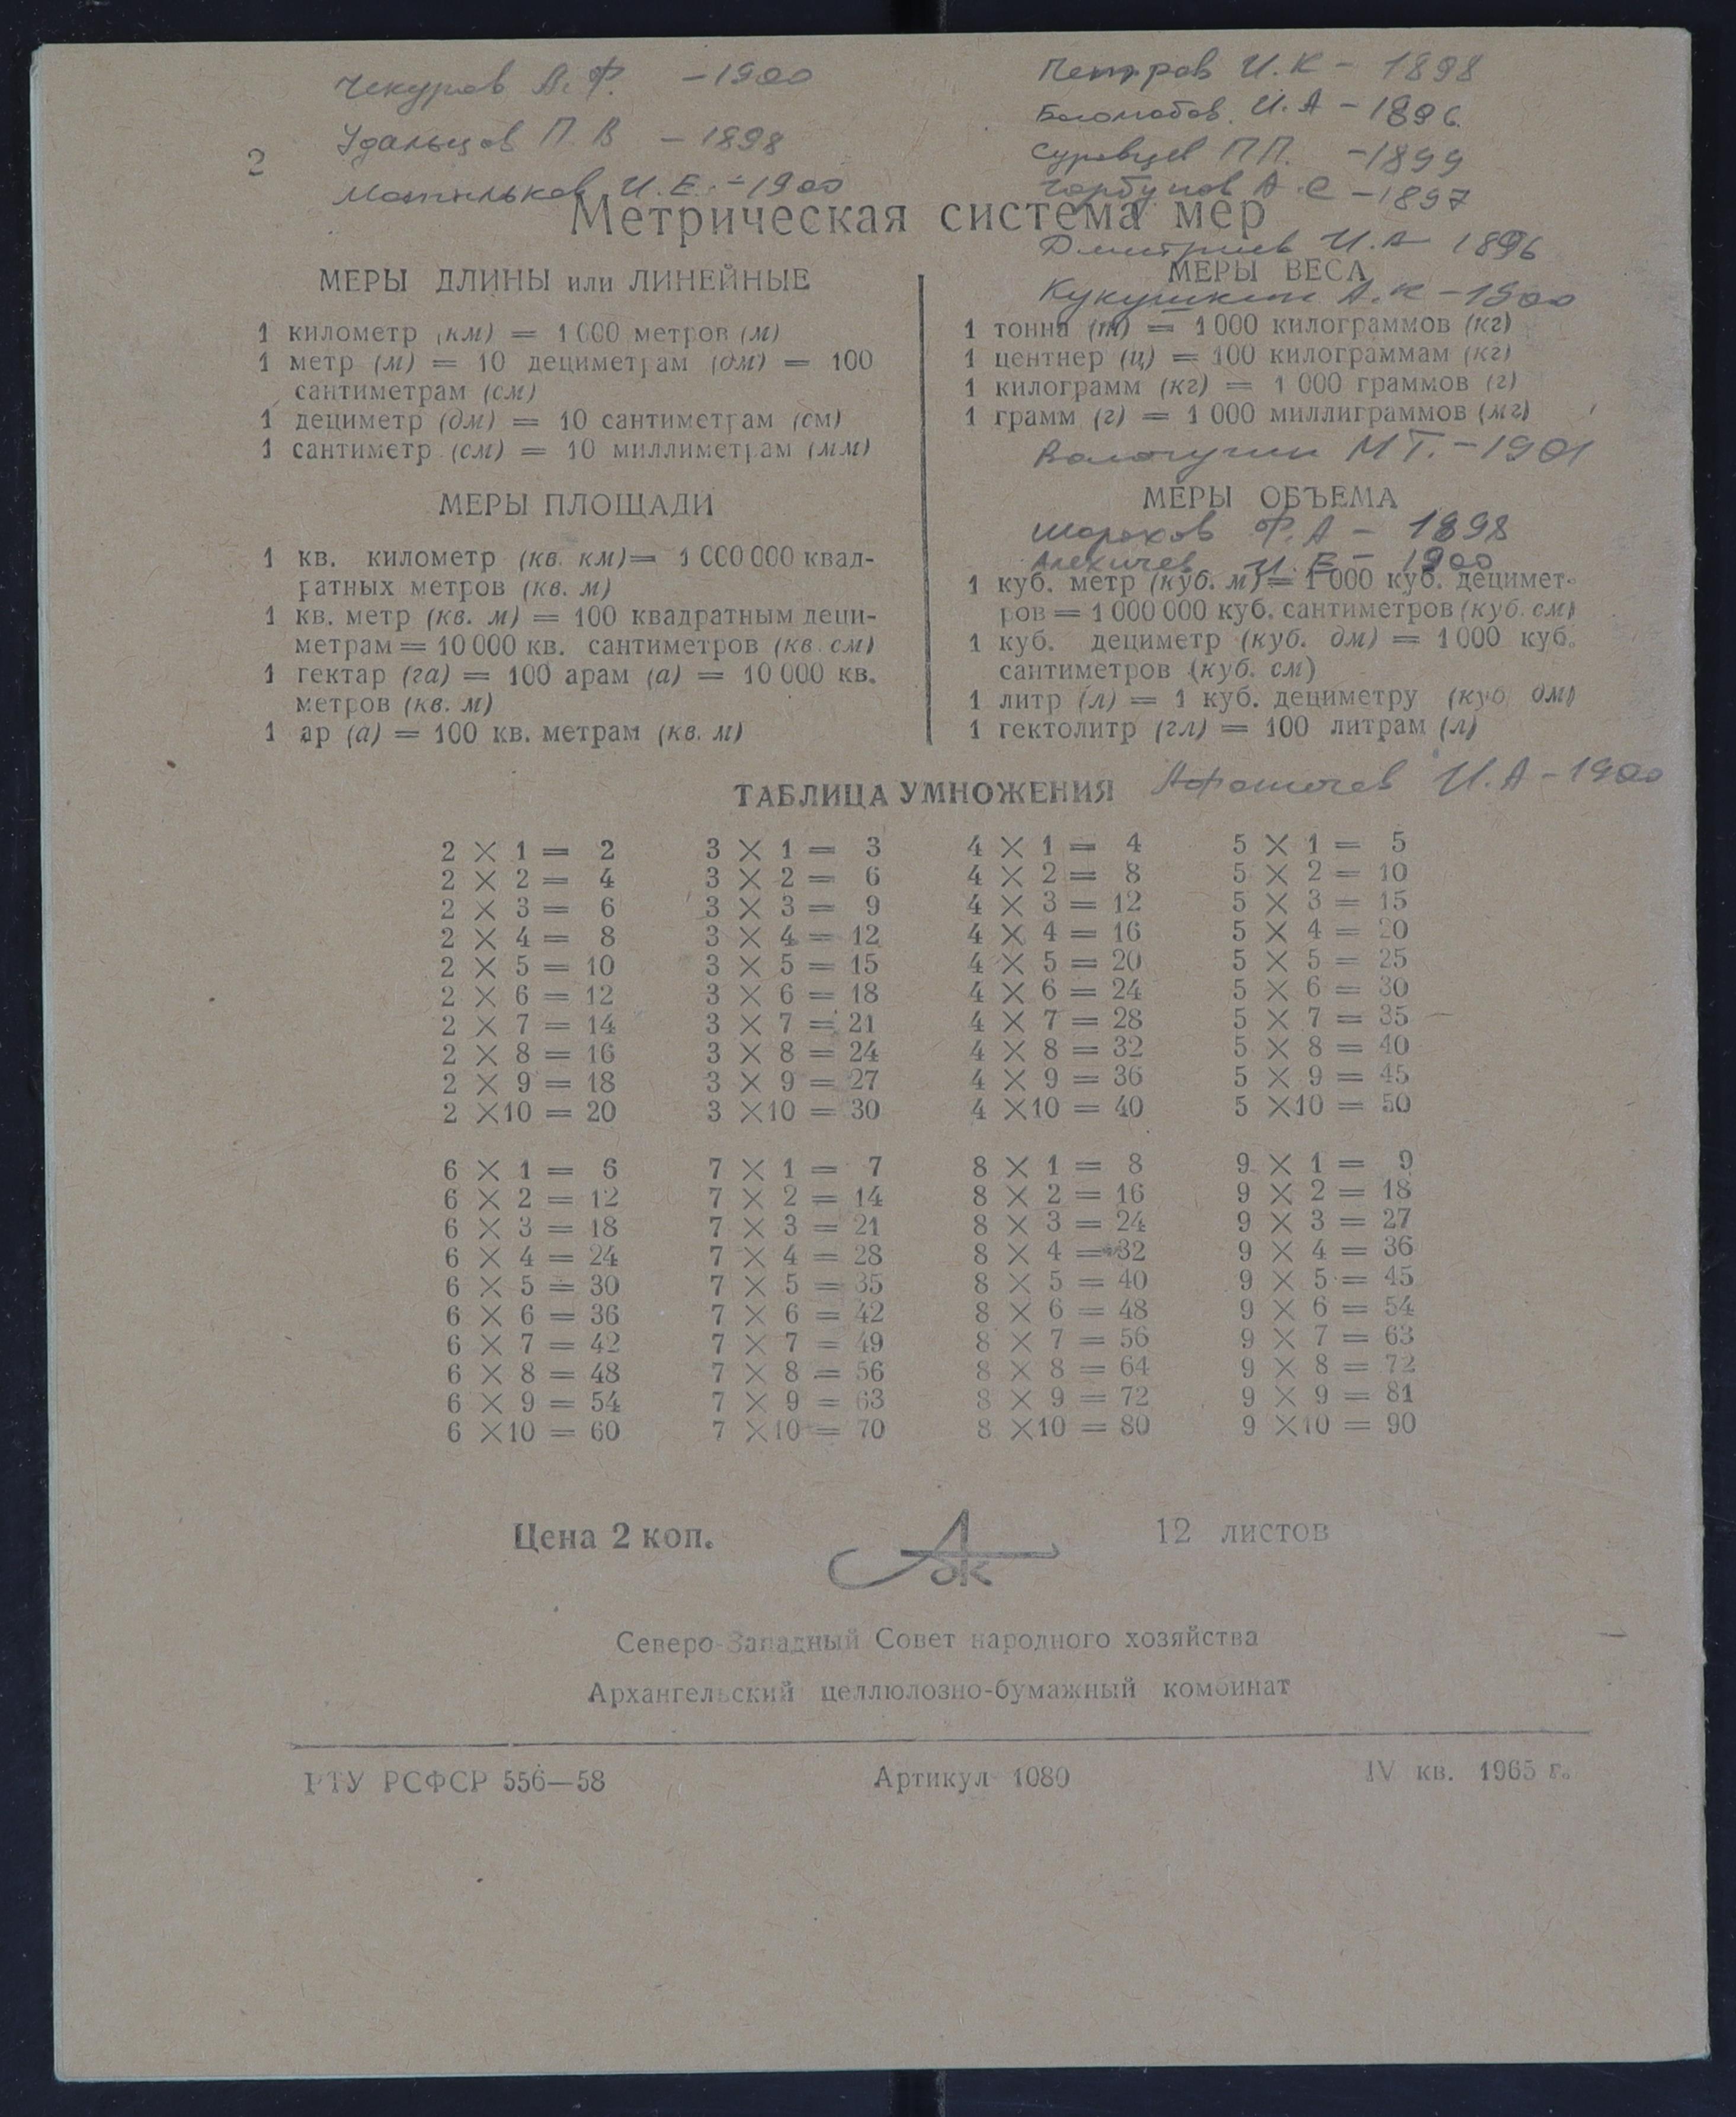 Чекуров А. Ф. - 1900
Удальцов П. В - 1898
2
И. Е. - 1900
Петров И. К - 1898
И. А - 1896
Суровцев П П. - 1899
Горбунов А. С - 1897
Дмитриев И. А 1896
Кукушкин А. К - 1900
Метрическая система мер
МЕРЫ ДЛИНЫ или ЛИНЕЙНЫЕ
1 километр (км) = 1 000 метров (м)
1 метр (м) = 10 дециметрам (дм) = 100
сантиметрам (см)
1 дециметр (дм) = 10 сантиметрам (см)
1 сантиметр (см) = 10 миллиметрам (мм)
МЕРЫ ПЛОЩАДИ
1 кв. километр (кв. км) = 1 000 000 квад-
ратных метров (кв. м)
1 кв. метр (кв. м) = 100 квадратным деци-
метрам = 10 000 кв. сантиметров (кв. см)
1 гектар (га) = 100 арам (а) = 10 000 кв.
метров (кв. м)
1 ар (а) = 100 кв. метрам (кв. м)
МЕРЫ ВЕСА
1 тонна (т) = 1 000 килограммов (кг)
1 центнер (ц) = 100 килограммам (кг)
1 килограмм (кг) = 1 000 граммов (г)
1 грамм (г) = 1 000 миллиграммов (мг)
М Т. - 1901
МЕРЫ ОБЪЕМА
Шорохов Ф. А - 1898
Алехичев И. Е - 1900
1 куб. метр (куб. м) = 1 000 куб. децимет-
ров = 1 000 000 куб. сантиметров (куб. см)
1 куб. дециметр (куб. дм) = 1 000 куб.
сантиметров (куб. см)
1 литр (л) = 1 куб. дециметру (куб. дм)
1 гектолитр (гл) = 100 литрам (л)
ТАБЛИЦА УМНОЖЕНИЯ И. А - 1900
2 × 1 = 2 3 × 1 = 3 4 × 1 = 4 5 × 1 = 5
2 × 2 = 4 3 × 2 = 6 4 × 2 = 8 5 × 2 = 10
2 × 3 = 6 3 × 3 = 9 4 × 3 = 12 5 × 3 = 15
2 × 4 = 8 3 × 4 = 12 4 × 4 = 16 5 × 4 = 20
2 × 5 = 10 3 × 5 = 15 4 × 5 = 20 5 × 5 = 25
2 × 6 = 12 3 × 6 = 18 4 × 6 = 24 5 × 6 = 30
2 × 7 = 14 3 × 7 = 21 4 × 7 = 28 5 × 7 = 35
2 × 8 = 16 3 × 8 = 24 4 × 8 = 32 5 × 8 = 40
2 × 9 = 18 3 × 9 = 27 4 × 9 = 36 5 × 9 = 45
2 ×10 = 20 3 ×10 = 30 4 ×10 = 40 5 ×10 = 50
6 × 1 = 6 7 × 1 = 7 8 × 1 = 8 9 × 1 = 9
6 × 2 = 12 7 × 2 = 14 8 × 2 = 16 9 × 2 = 18
6 × 3 = 18 7 × 3 = 21 8 × 3 = 24 9 × 3 = 27
6 × 4 = 24 7 × 4 = 28 8 × 4 = 32 9 × 4 = 36
6 × 5 = 30 7 × 5 = 35 8 × 5 = 40 9 × 5 = 45
6 × 6 = 36 7 × 6 = 42 8 × 6 = 48 9 × 6 = 54
6 × 7 = 42 7 × 7 = 49 8 × 7 = 56 9 × 7 = 63
6 × 8 = 48 7 × 8 = 56 8 × 8 = 64 9 × 8 = 72
6 × 9 = 54 7 × 9 = 63 8 × 9 = 72 9 × 9 = 81
6 ×10 = 60 7 ×10 = 70 8 ×10 = 80 9 ×10 = 90
Цена 2 коп. 12 листов
Северо-Западный Совет народного хозяйства
Архангельский целлюлозно-бумажный комбинат
РТУ РСФСР 556—58 Артикул 1080 IV кв. 1965 г.